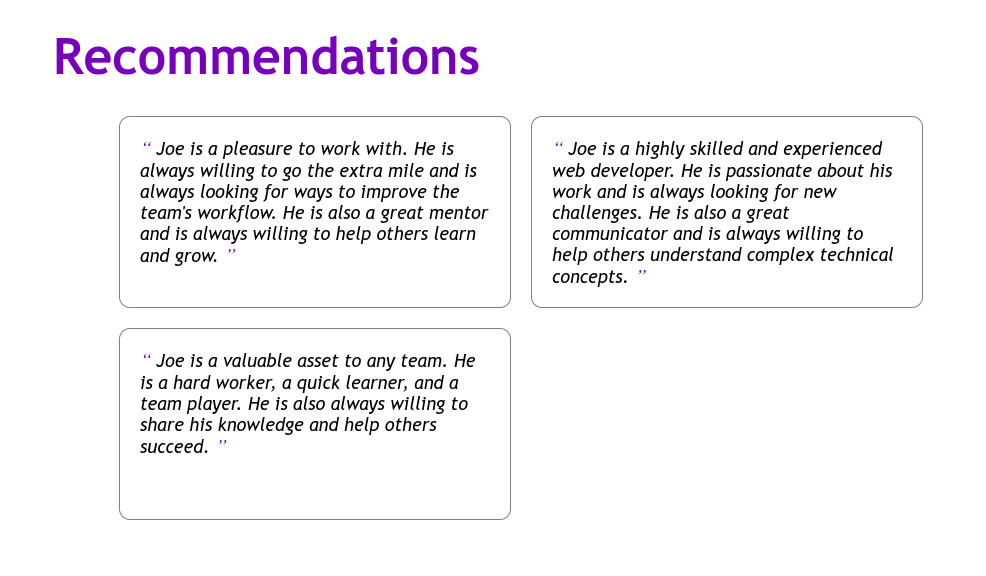 Recommendations
“ Joe is a pleasure to work with. He is
always willing to go the extra mile and is
always looking for ways to improve the
team's workflow. He is also a great mentor
and is always willing to help others learn
and grow. ”
“ Joe is a highly skilled and experienced
web developer. He is passionate about his
work and is always looking for new
challenges. He is also a great
communicator and is always willing to
help others understand complex technical
concepts. ”
“ Joe is a valuable asset to any team. He
is a hard worker, a quick learner, and a
team player. He is also always willing to
share his knowledge and help others
succeed. ”